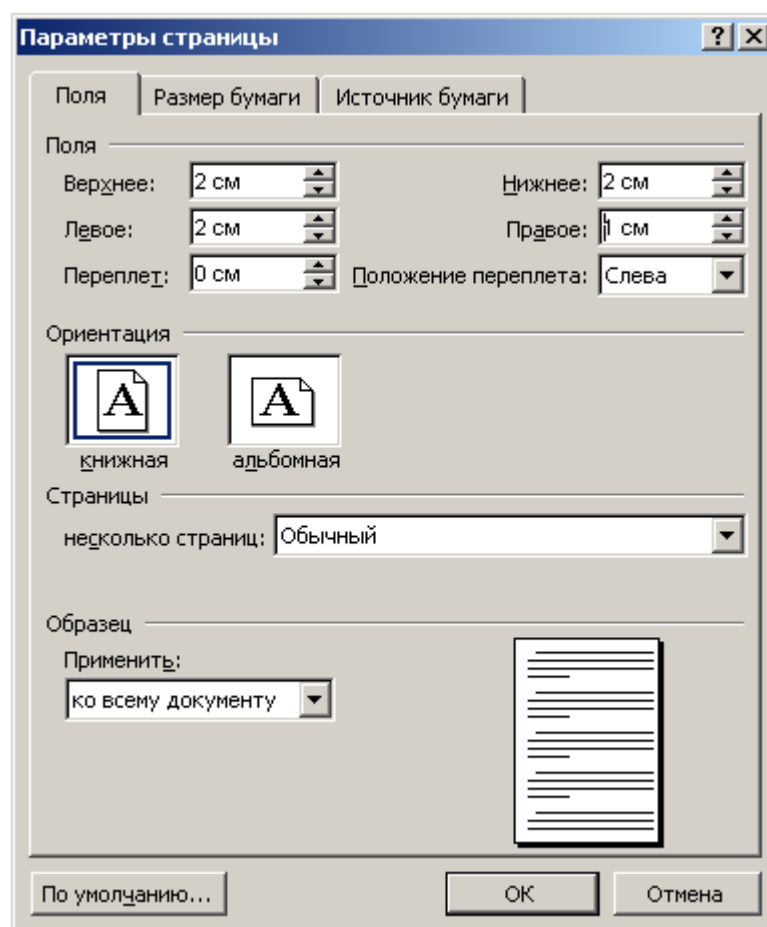 Параметры страницы
Поля Размер бумаги Источник бумаги
Поля
Верхнее: 2 см Нижнее: 2 см
Левое: 2 см Правое: 1 см
Переплет: 0 см Положение переплета: Слева
Ориентация
A A
книжная альбомная
Страницы
несколько страниц: Обычный
Образец
Применить:
ко всему документу
По умолчанию... ОК Отмена